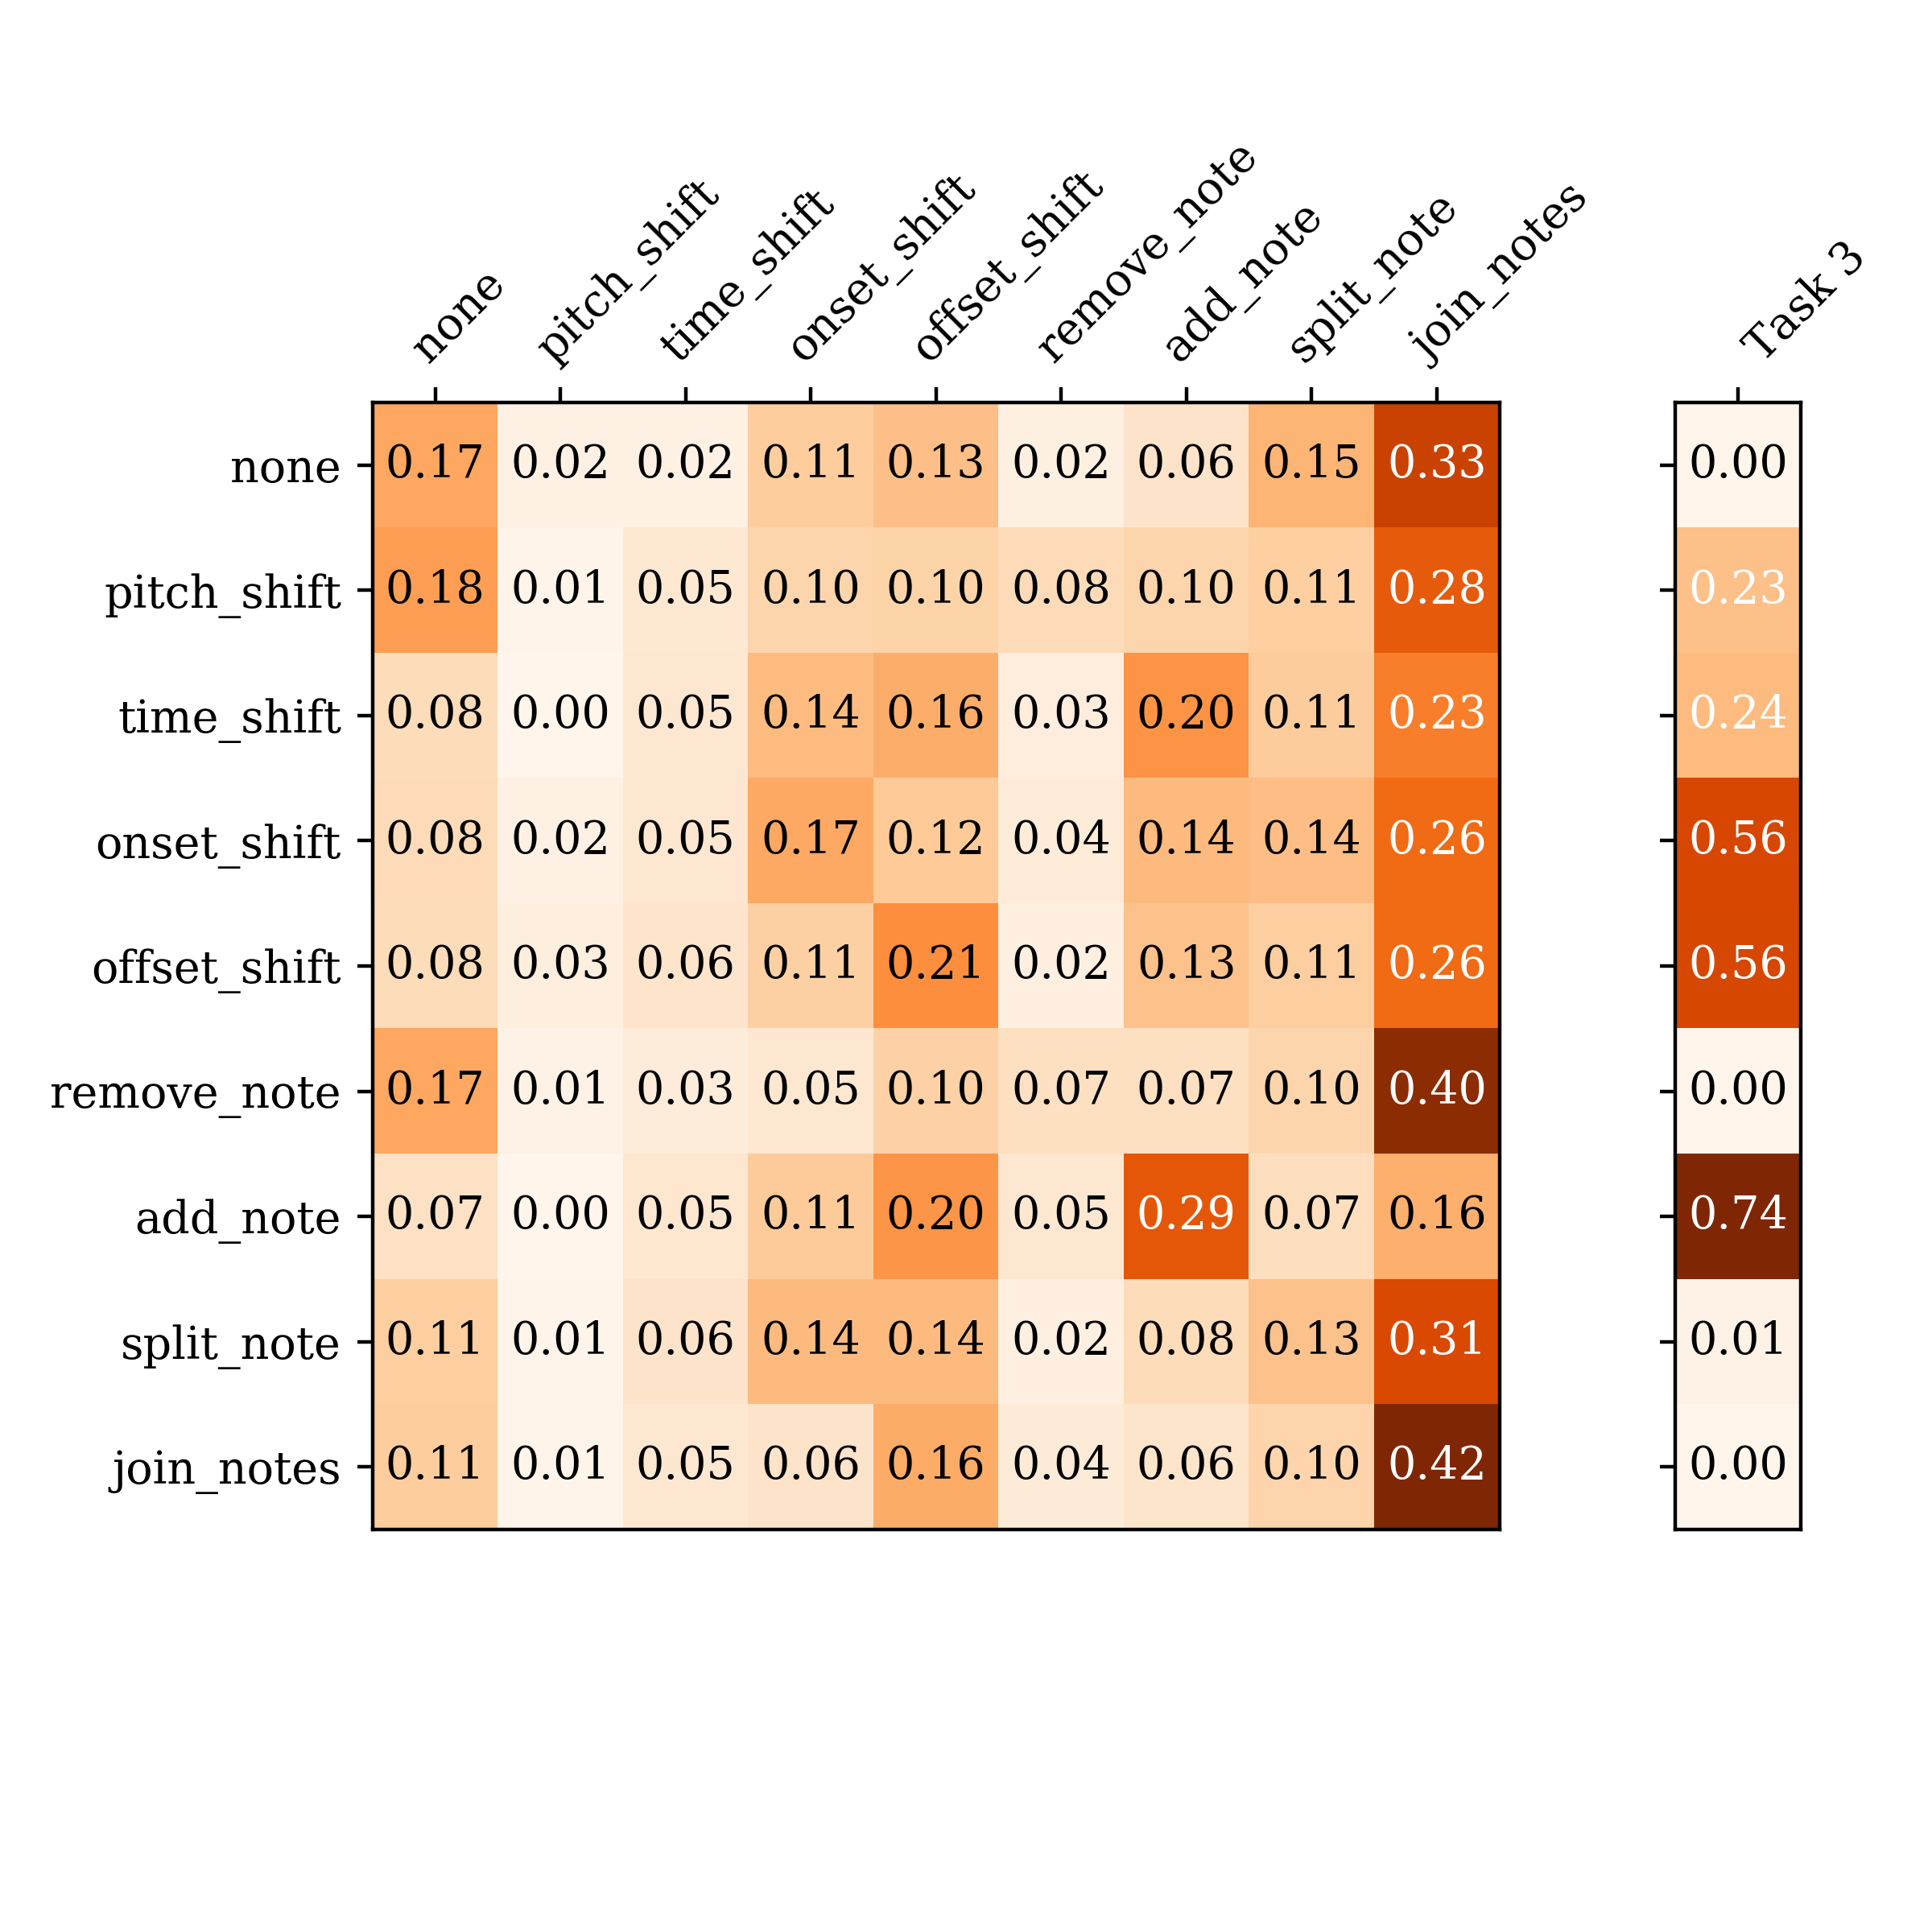 none pitch_shift time_shift onset_shift offset_shift remove_note add_note split_note join_notes Task 3
none 0.17 0.02 0.02 0.11 0.13 0.02 0.06 0.15 0.33 0.00
pitch_shift 0.18 0.01 0.05 0.10 0.10 0.08 0.10 0.11 0.28 0.23
time_shift 0.08 0.00 0.05 0.14 0.16 0.03 0.20 0.11 0.23 0.24
onset_shift 0.08 0.02 0.05 0.17 0.12 0.04 0.14 0.14 0.26 0.56
offset_shift 0.08 0.03 0.06 0.11 0.21 0.02 0.13 0.11 0.26 0.56
remove_note 0.17 0.01 0.03 0.05 0.10 0.07 0.07 0.10 0.40 0.00
add_note 0.07 0.00 0.05 0.11 0.20 0.05 0.29 0.07 0.16 0.74
split_note 0.11 0.01 0.06 0.14 0.14 0.02 0.08 0.13 0.31 0.01
join_notes 0.11 0.01 0.05 0.06 0.16 0.04 0.06 0.10 0.42 0.00